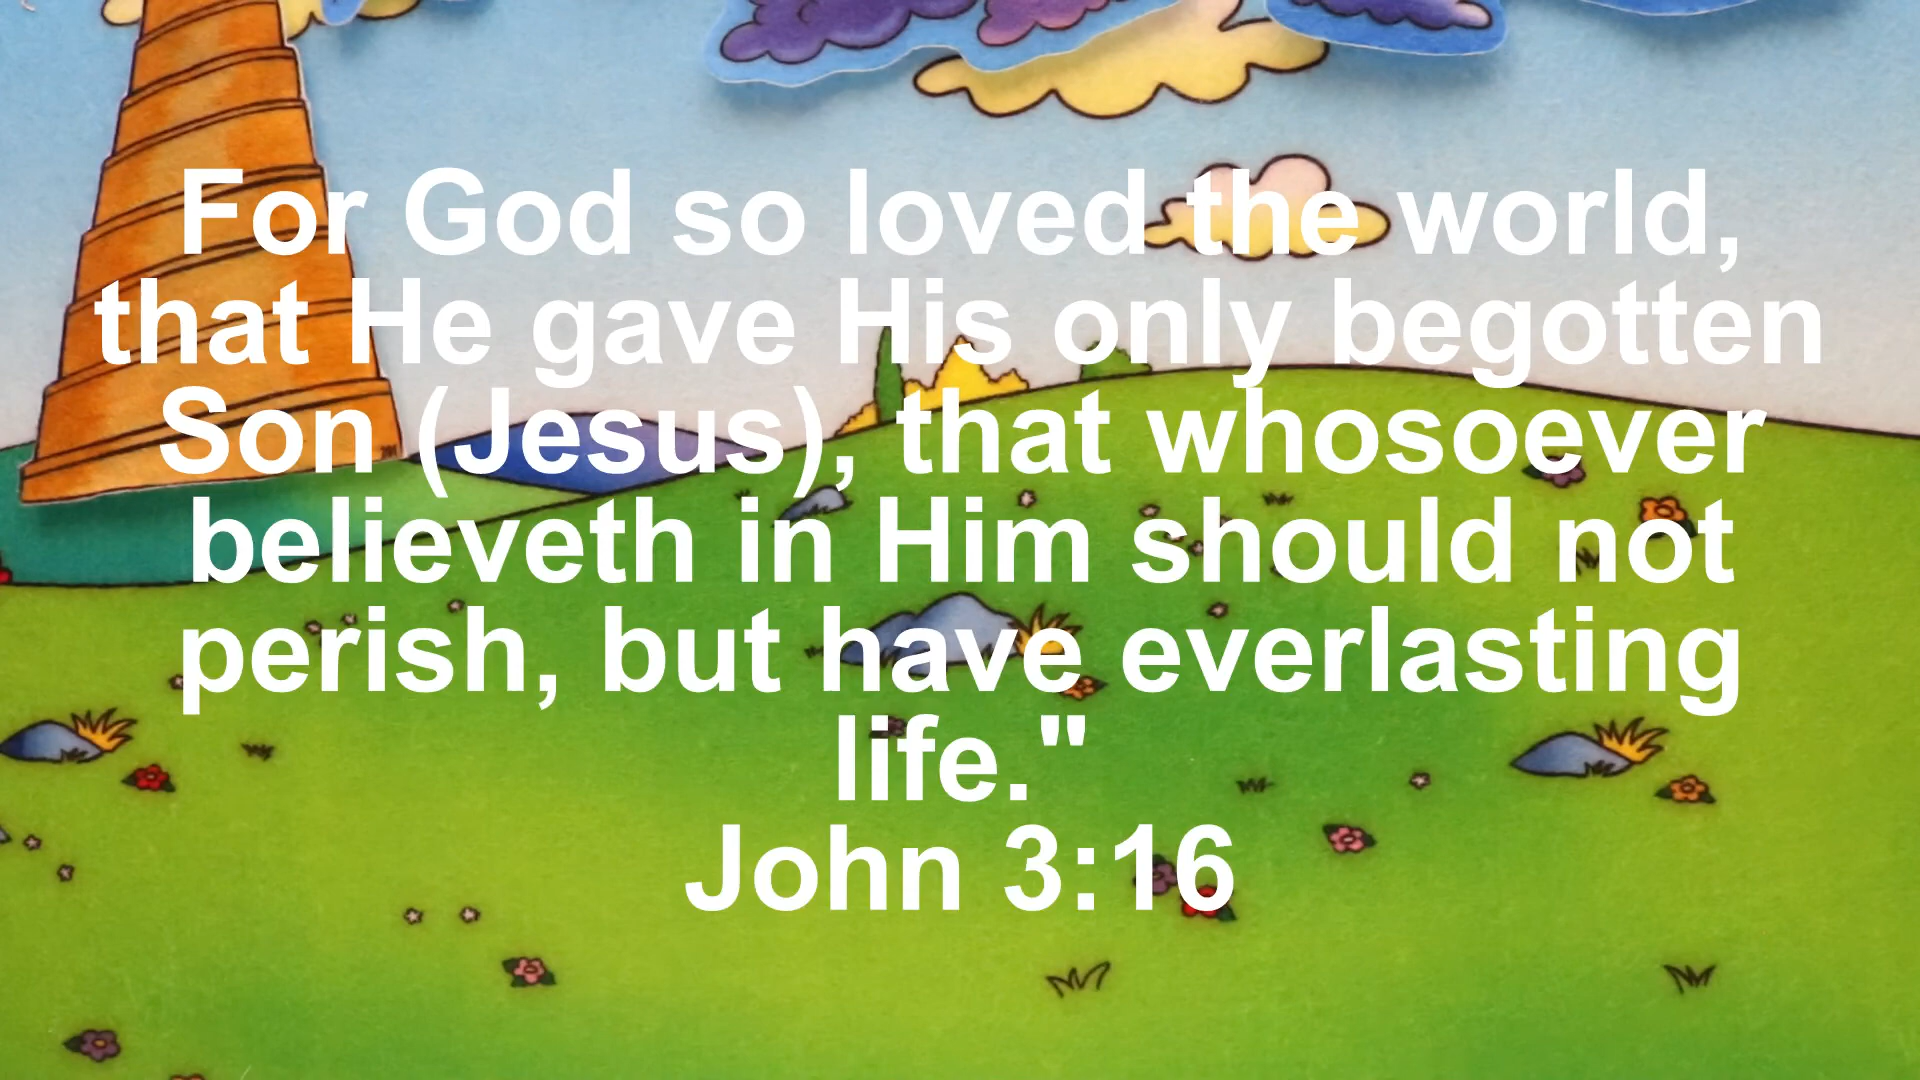 For God so loved the world,
that He gave His only begotten
Son (Jesus), that whosoever
believeth in Him should not
perish, but have everlasting
life."
John 3:16